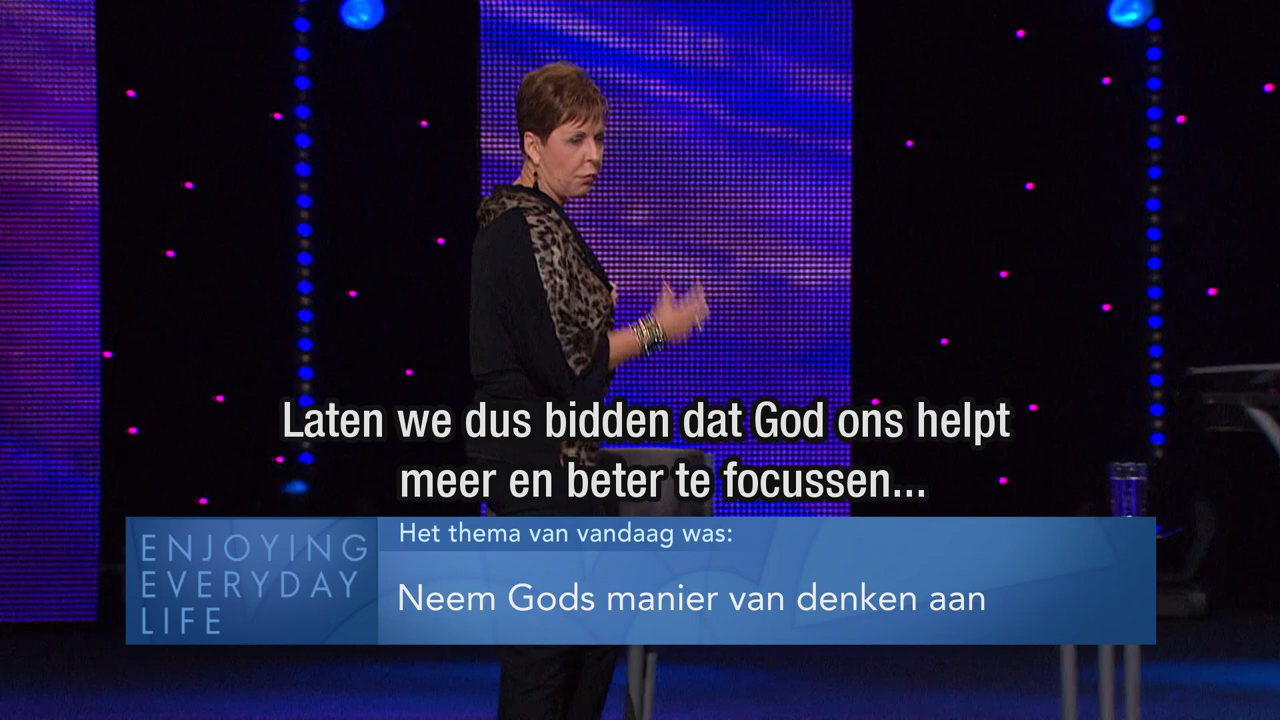 Laten we dus bidden dat God ons helpt
meer en beter te focussen...
Het thema van vandaag was:
ENJOYING
EVERYDAY
LIFE
Neem Gods manier van denken aan